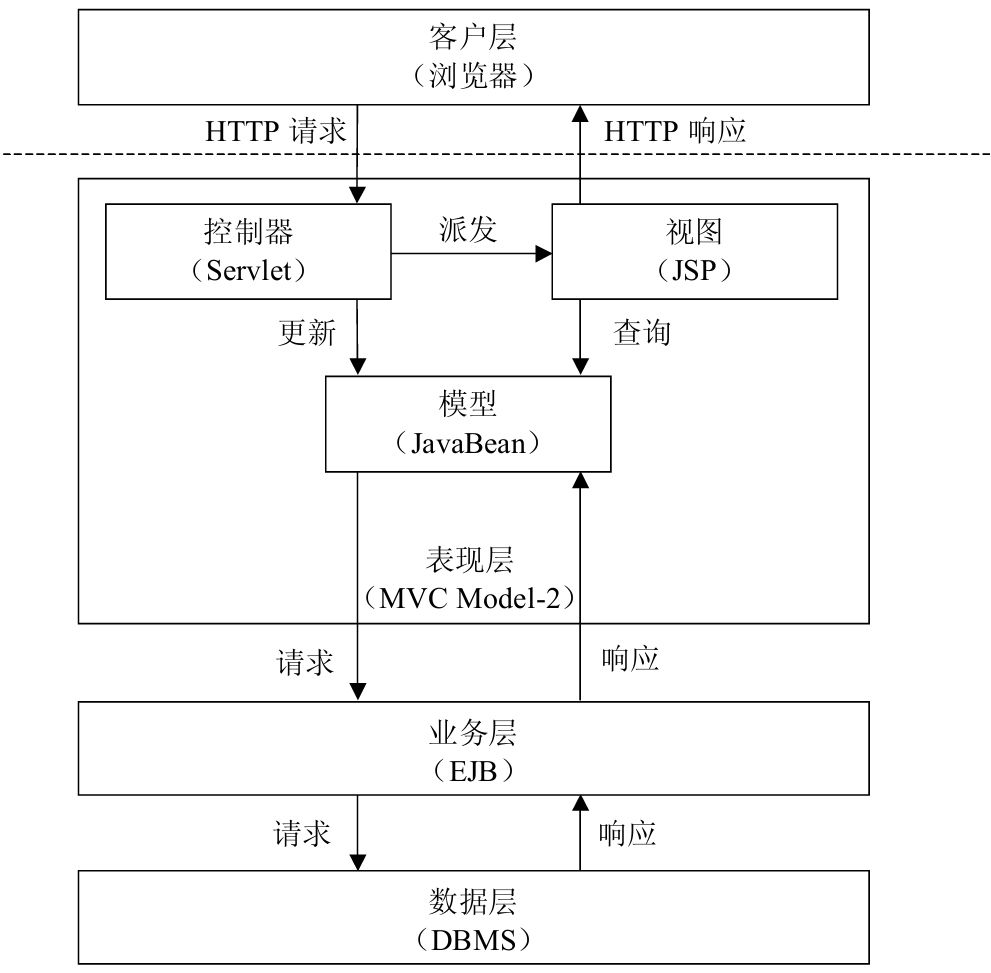 客户层
（浏览器）
HTTP 请求
HTTP 响应
控制器
（Servlet）
派发
视图
（JSP）
更新
查询
模型
（JavaBean）
表现层
（MVC Model-2）
请求
响应
业务层
（EJB）
请求
响应
数据层
（DBMS）